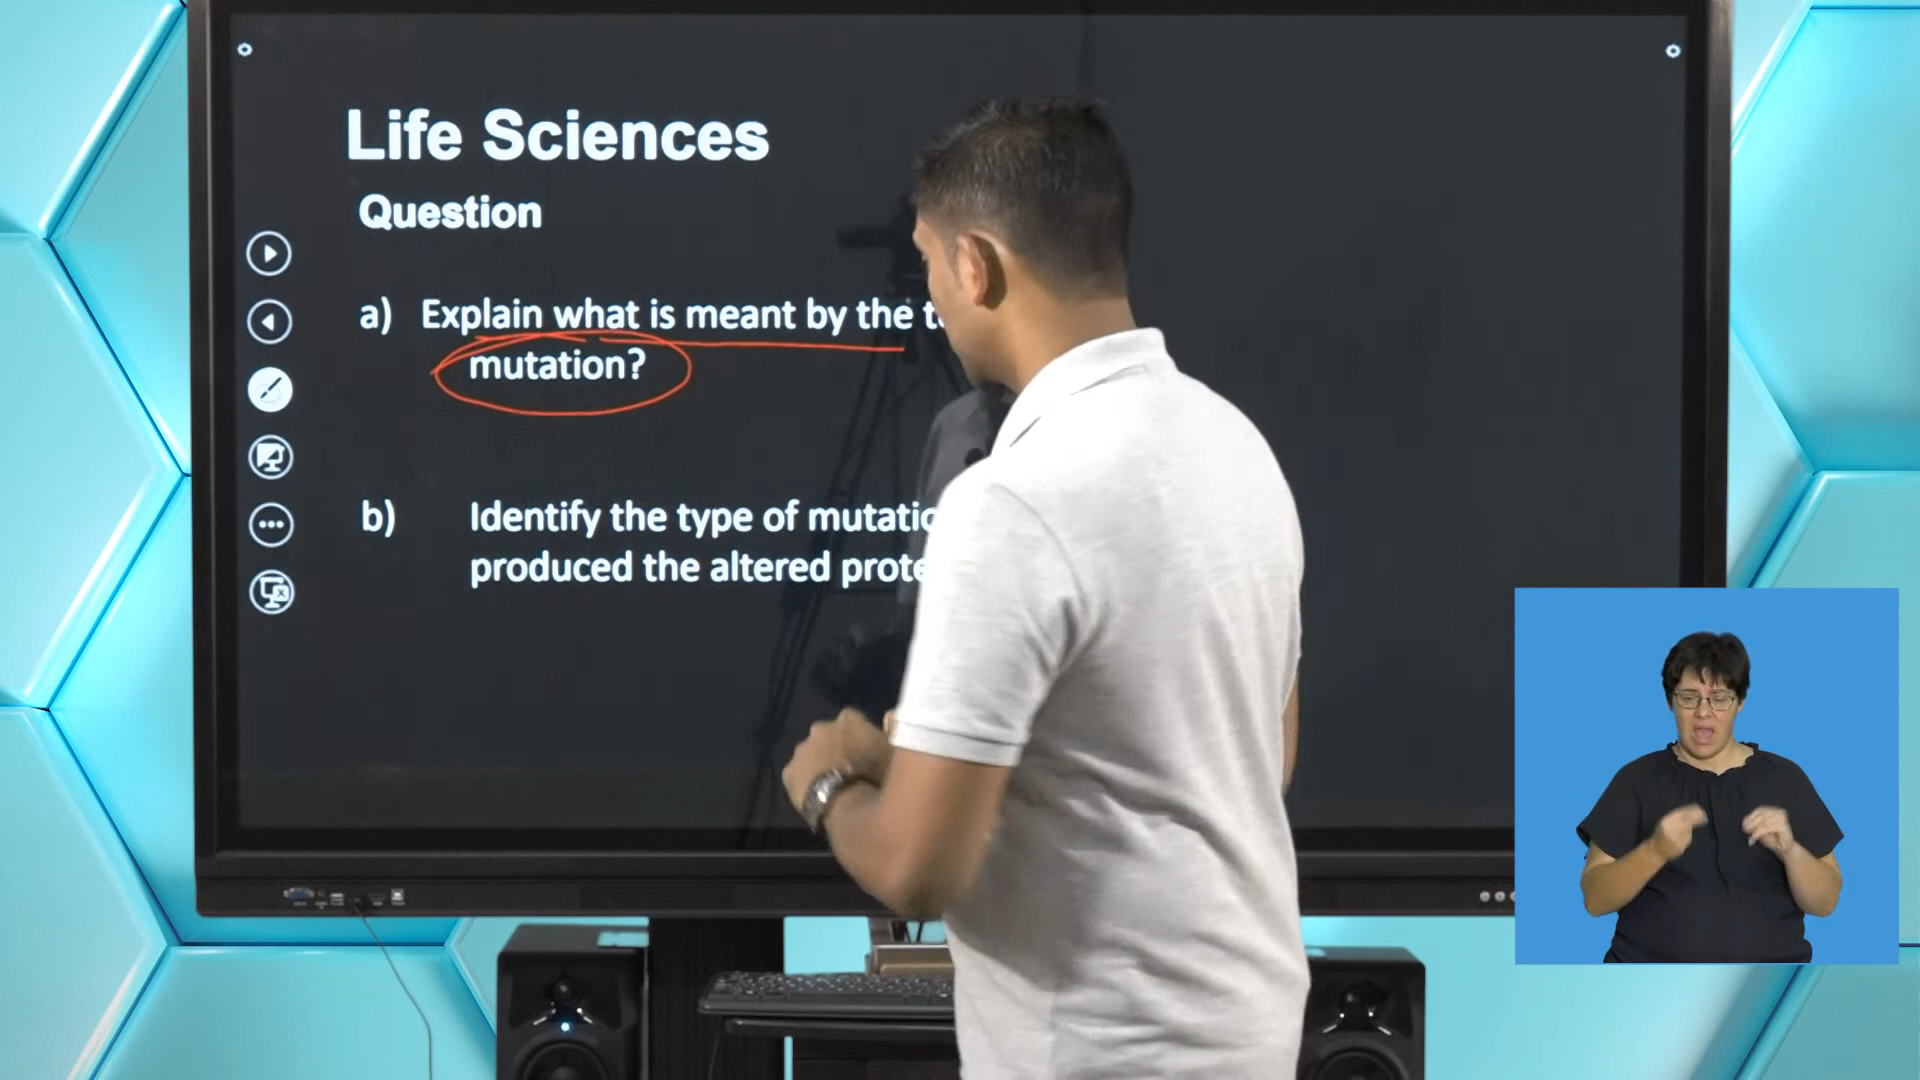 Life Sciences
Question
a) Explain what is meant by the
mutation?
b) Identify the type of
produced the altered